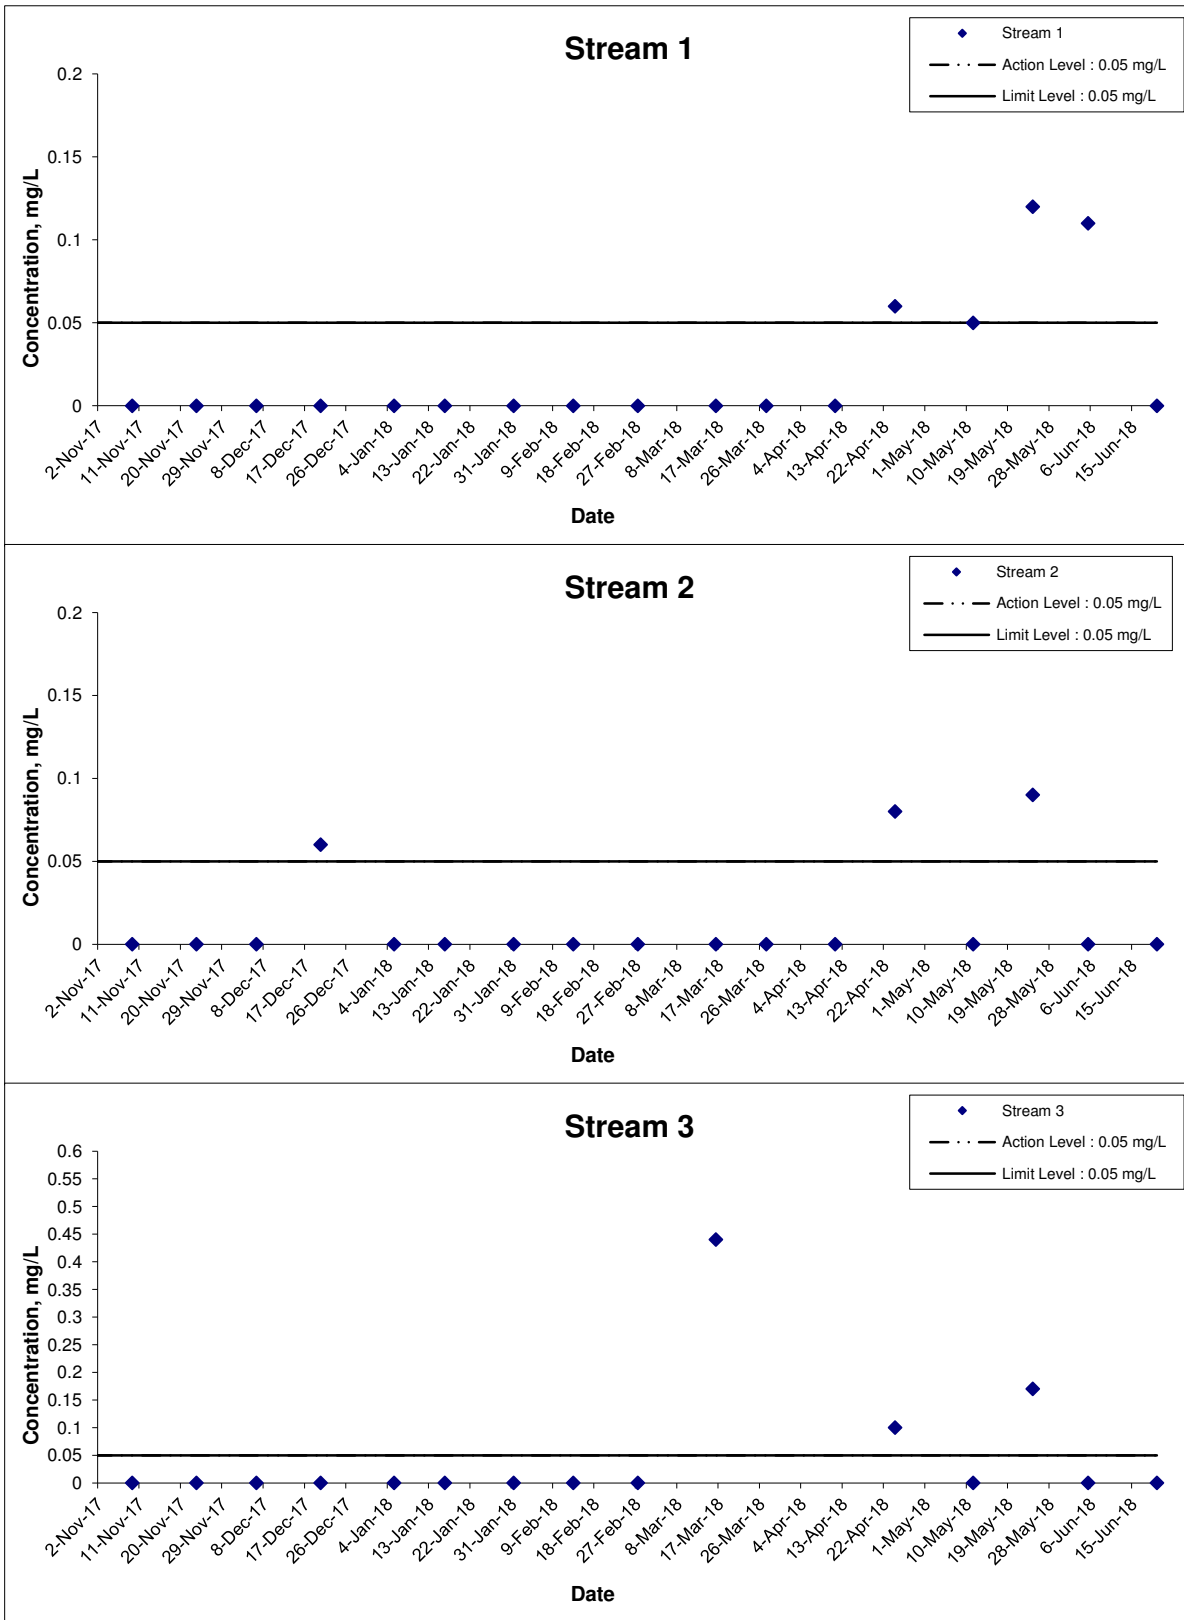 Stream 1
Stream 1
Action Level : 0.05 mg/L
Limit Level : 0.05 mg/L
Concentration, mg/L
0.2
0.15
0.1
0.05
0
2-Nov-17
11-Nov-17
20-Nov-17
29-Nov-17
8-Dec-17
17-Dec-17
26-Dec-17
4-Jan-18
13-Jan-18
22-Jan-18
31-Jan-18
9-Feb-18
18-Feb-18
27-Feb-18
8-Mar-18
17-Mar-18
26-Mar-18
4-Apr-18
13-Apr-18
22-Apr-18
1-May-18
10-May-18
19-May-18
28-May-18
6-Jun-18
15-Jun-18
Date
Stream 2
Stream 2
Action Level : 0.05 mg/L
Limit Level : 0.05 mg/L
Concentration, mg/L
0.2
0.15
0.1
0.05
0
2-Nov-17
11-Nov-17
20-Nov-17
29-Nov-17
8-Dec-17
17-Dec-17
26-Dec-17
4-Jan-18
13-Jan-18
22-Jan-18
31-Jan-18
9-Feb-18
18-Feb-18
27-Feb-18
8-Mar-18
17-Mar-18
26-Mar-18
4-Apr-18
13-Apr-18
22-Apr-18
1-May-18
10-May-18
19-May-18
28-May-18
6-Jun-18
15-Jun-18
Date
Stream 3
Stream 3
Action Level : 0.05 mg/L
Limit Level : 0.05 mg/L
Concentration, mg/L
0.6
0.55
0.5
0.45
0.4
0.35
0.3
0.25
0.2
0.15
0.1
0.05
0
2-Nov-17
11-Nov-17
20-Nov-17
29-Nov-17
8-Dec-17
17-Dec-17
26-Dec-17
4-Jan-18
13-Jan-18
22-Jan-18
31-Jan-18
9-Feb-18
18-Feb-18
27-Feb-18
8-Mar-18
17-Mar-18
26-Mar-18
4-Apr-18
13-Apr-18
22-Apr-18
1-May-18
10-May-18
19-May-18
28-May-18
6-Jun-18
15-Jun-18
Date